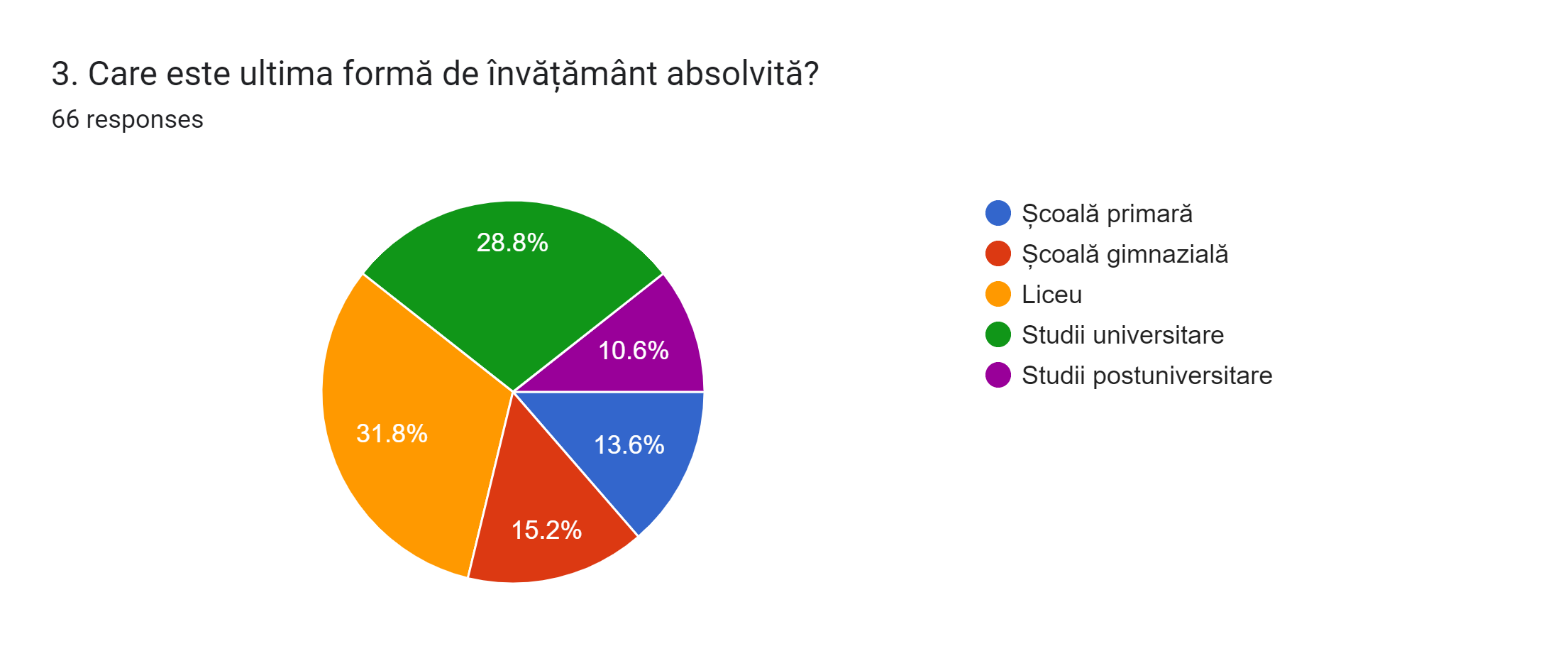 3. Care este ultima formă de învățământ absolvită?
66 responses
28.8%
10.6%
31.8%
13.6%
15.2%
Școală primară
Școală gimnazială
Liceu
Studii universitare
Studii postuniversitare